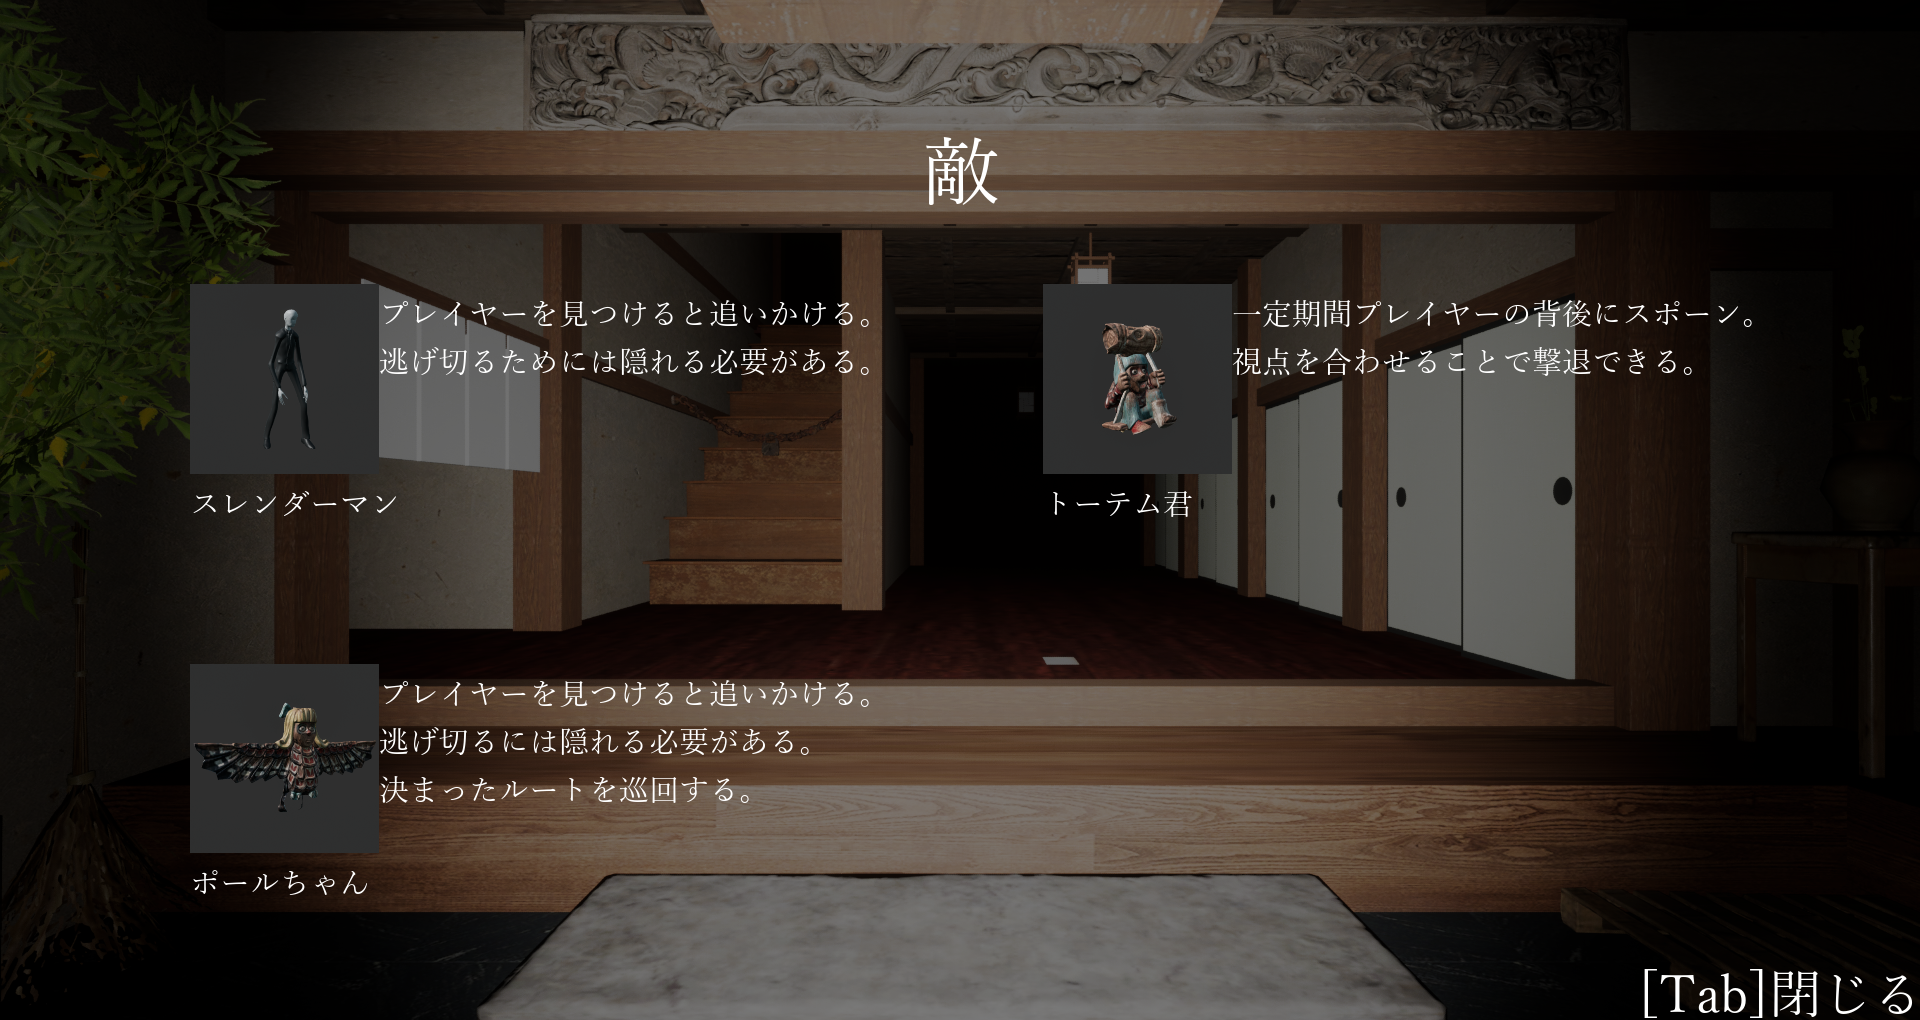 敵
プレイヤーを見つけると追いかける。
逃げ切るためには隠れる必要がある。
スレンダーマン
一定期間プレイヤーの背後にスポーン。
視点を合わせることで撃退できる。
トーテム君
プレイヤーを見つけると追いかける。
逃げ切るには隠れる必要がある。
決まったルートを巡回する。
ポールちゃん
[Tab]閉じる